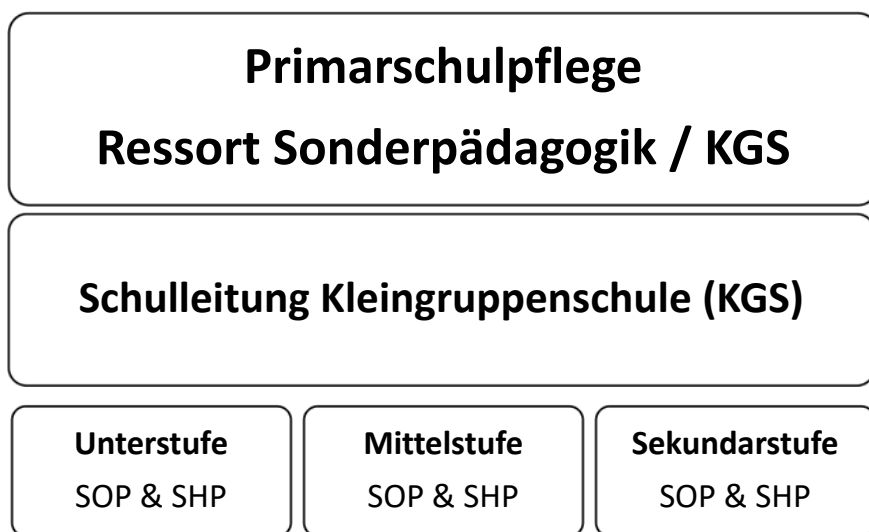 Primarschulpflege
Ressort Sonderpädagogik / KGS
Schulleitung Kleingruppenschule (KGS)
Unterstufe
SOP & SHP
Mittelstufe
SOP & SHP
Sekundarstufe
SOP & SHP